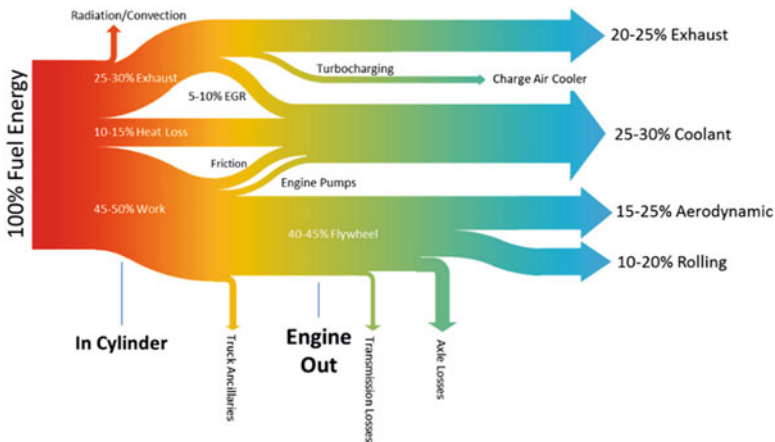 Radiation/Convection
20-25% Exhaust
Turbocharging
25-30% Exhaust
Charge Air Cooler
5-10% EGR
100% Fuel Energy
10-15% Heat Loss
25-30% Coolant
Friction
Engine Pumps
45-50% Work
15-25% Aerodynamic
40-45% Flywheel
10-20% Rolling
In Cylinder
Truck Ancillaries
Engine
Out
Transmission Losses
Axle Losses